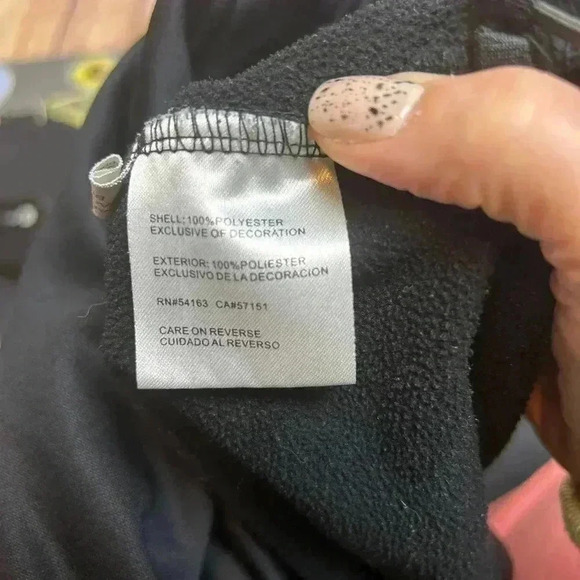 SHELL:100%POLYESTER
EXCLUSIVE OF DECORATION
EXTERIOR:100%POLIESTER
EXCLUSIVO DE LA DECORACION
RN#54163 CA#57151
CARE ON REVERSE
CUIDADO AL REVERSO